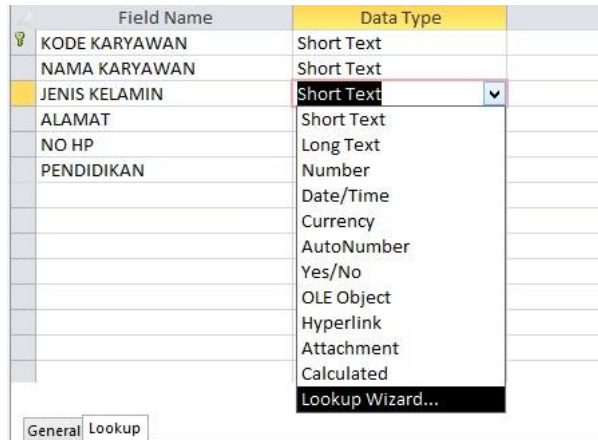 Field Name Data Type
KODE KARYAWAN Short Text
NAMA KARYAWAN Short Text
JENIS KELAMIN Short Text
ALAMAT Short Text
NO HP Long Text
PENDIDIKAN Number
Date/Time
Currency
AutoNumber
Yes/No
OLE Object
Hyperlink
Attachment
Calculated
Lookup Wizard...
General Lookup